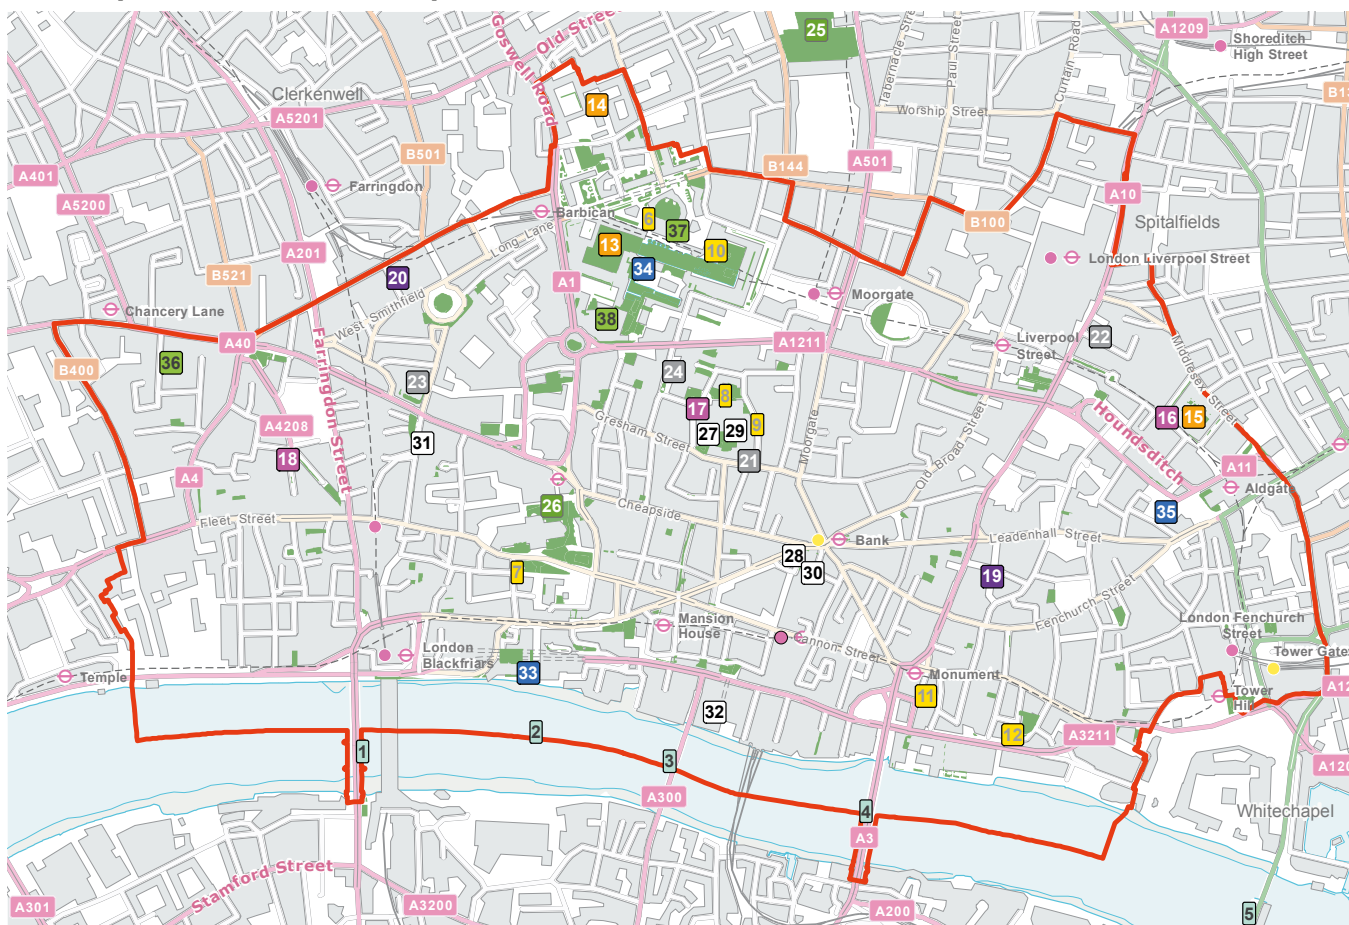 Goswell Road
Old Street
25
Tabernacle Stre
Paul Street
Curtain Road
A1209
Shoreditch
High Street
Clerkenwell
A5201
14
Worship Street
B13
B501
A401
A5200
Farringdon
B144
A501
A10
Barbican
6
37
B100
Spitalfields
A201
Long Lane
13
10
B521
20
34
A1
London Liverpool Street
Moorgate
West Smithfield
Chancery Lane
38
A40
A1211
Liverpool
Street
22
Middlesex Street
36
B400
Farringdon Street
23
24
8
17
Houndsditch
16
15
A4208
31
Gresham Street
27
29
9
Moorgate
18
21
Old Broad Street
A11
A4
Aldgate
26
Cheapside
35
Fleet Street
Bank
Leadenhall Street
28
7
30
19
Fenchurch Street
London Fenchurch
Street
Mansion
House
Cannon Street
London
Blackfriars
Tower Gate
Temple
33
Monument
Tower
Hill
A12
11
32
12
A3211
1
2
3
A120
A300
4
Whitechapel
A3
Stamford Street
A301
A3200
A200
5